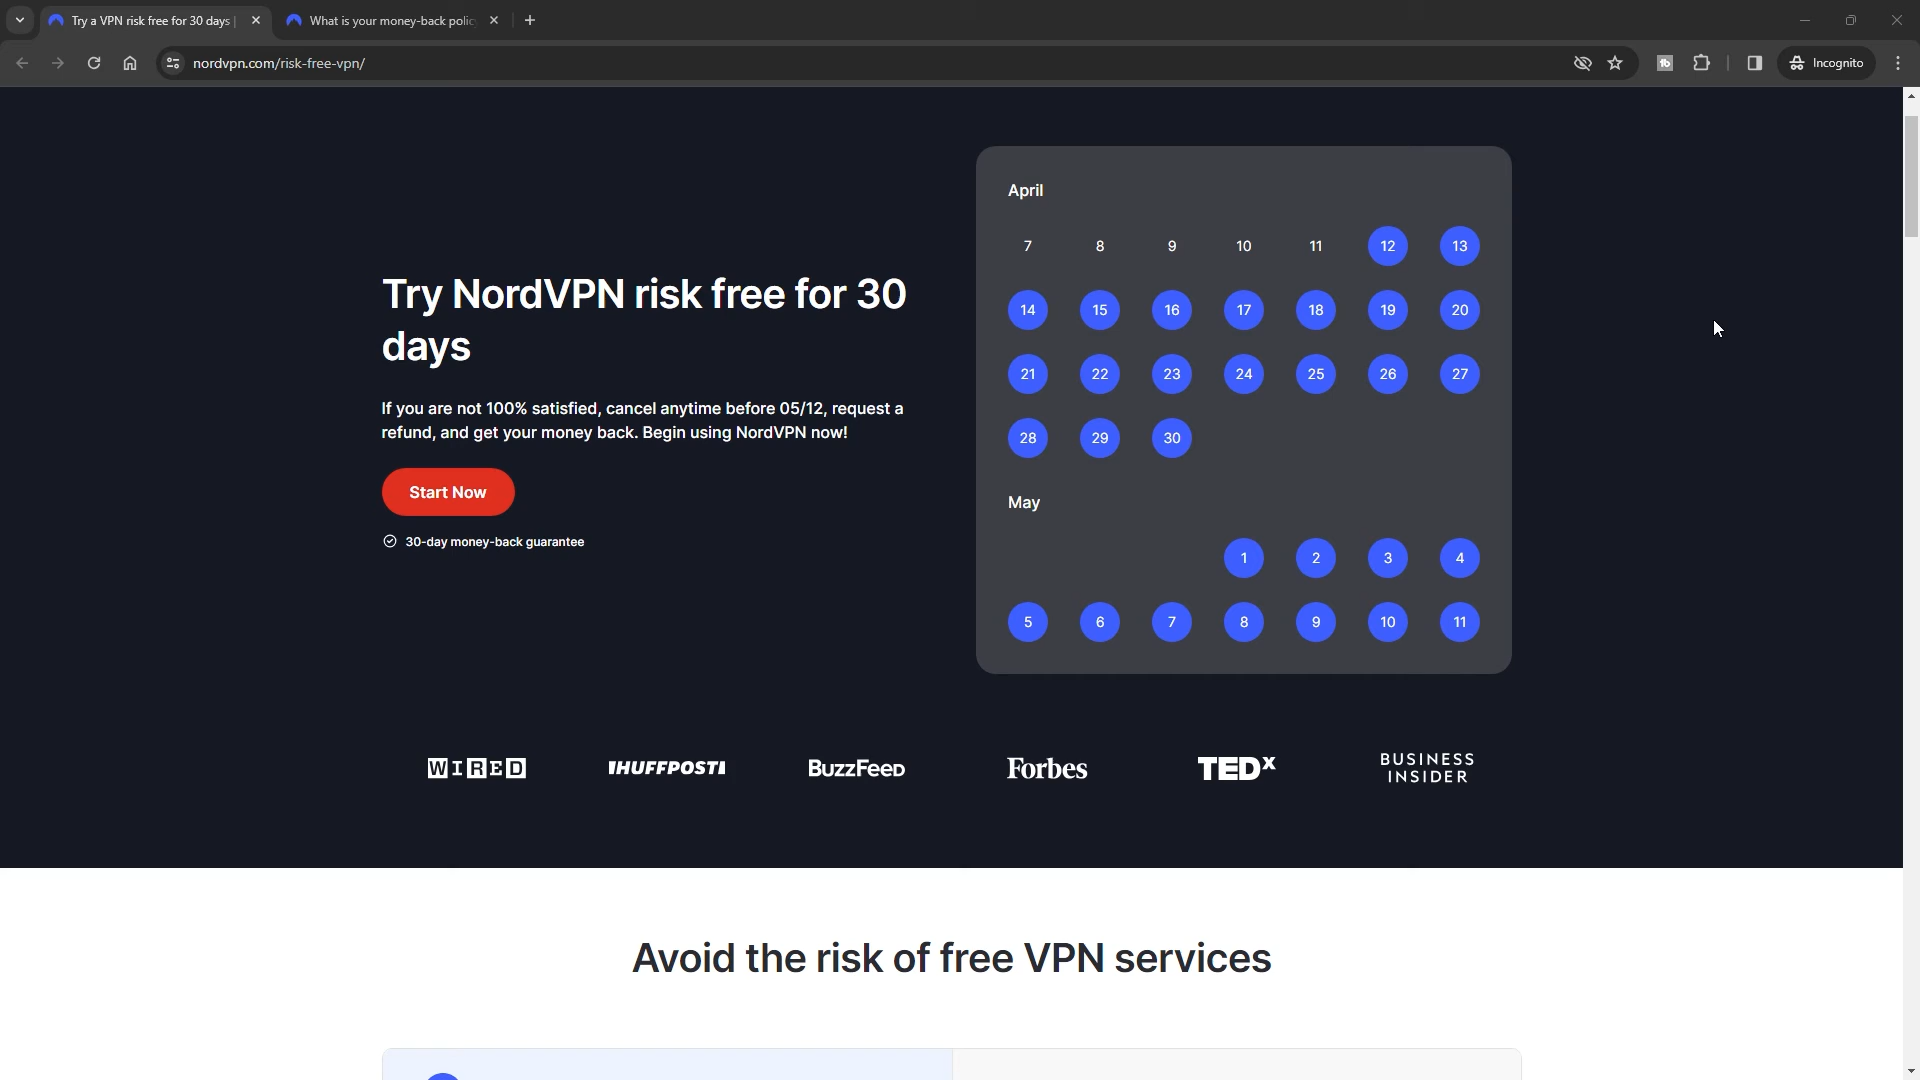 Try a VPN risk free for 30 days |
What is your money-back polic
nordvpn.com/risk-free-vpn/
Incognito
Try NordVPN risk free for 30
days
If you are not 100% satisfied, cancel anytime before 05/12, request a
refund, and get your money back. Begin using NordVPN now!
Start Now
30-day money-back guarantee
April
7 8 9 10 11 12 13
14 15 16 17 18 19 20
21 22 23 24 25 26 27
28 29 30
May
1 2 3 4
5 6 7 8 9 10 11
WIRED
HUFFPOST
BuzzFeed
Forbes
TEDx
BUSINESS
INSIDER
Avoid the risk of free VPN services